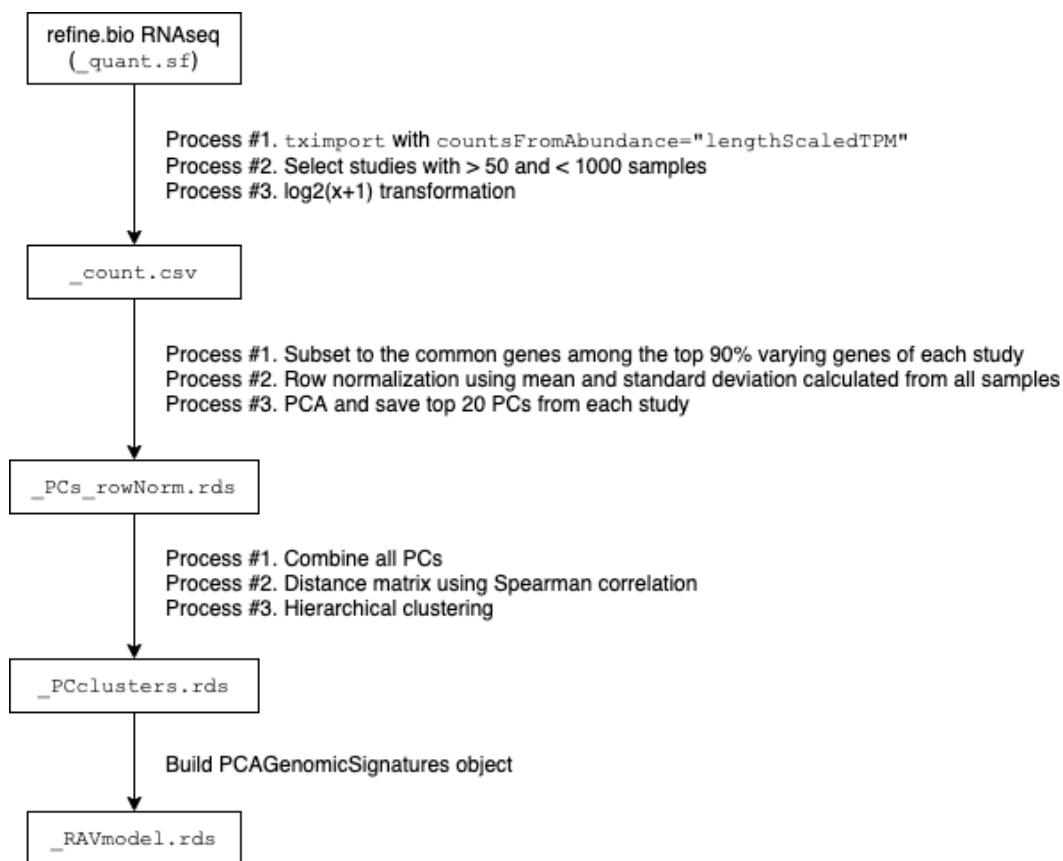 refine.bio RNAseq
(_quant.sf)
Process #1. tximport with countsFromAbundance="lengthScaledTPM"
Process #2. Select studies with > 50 and < 1000 samples
Process #3. log2(x+1) transformation
_count.csv
Process #1. Subset to the common genes among the top 90% varying genes of each study
Process #2. Row normalization using mean and standard deviation calculated from all samples
Process #3. PCA and save top 20 PCs from each study
_PCs_rowNorm.rds
Process #1. Combine all PCs
Process #2. Distance matrix using Spearman correlation
Process #3. Hierarchical clustering
_PCclusters.rds
Build PCAGenomicSignatures object
_RAVmodel.rds